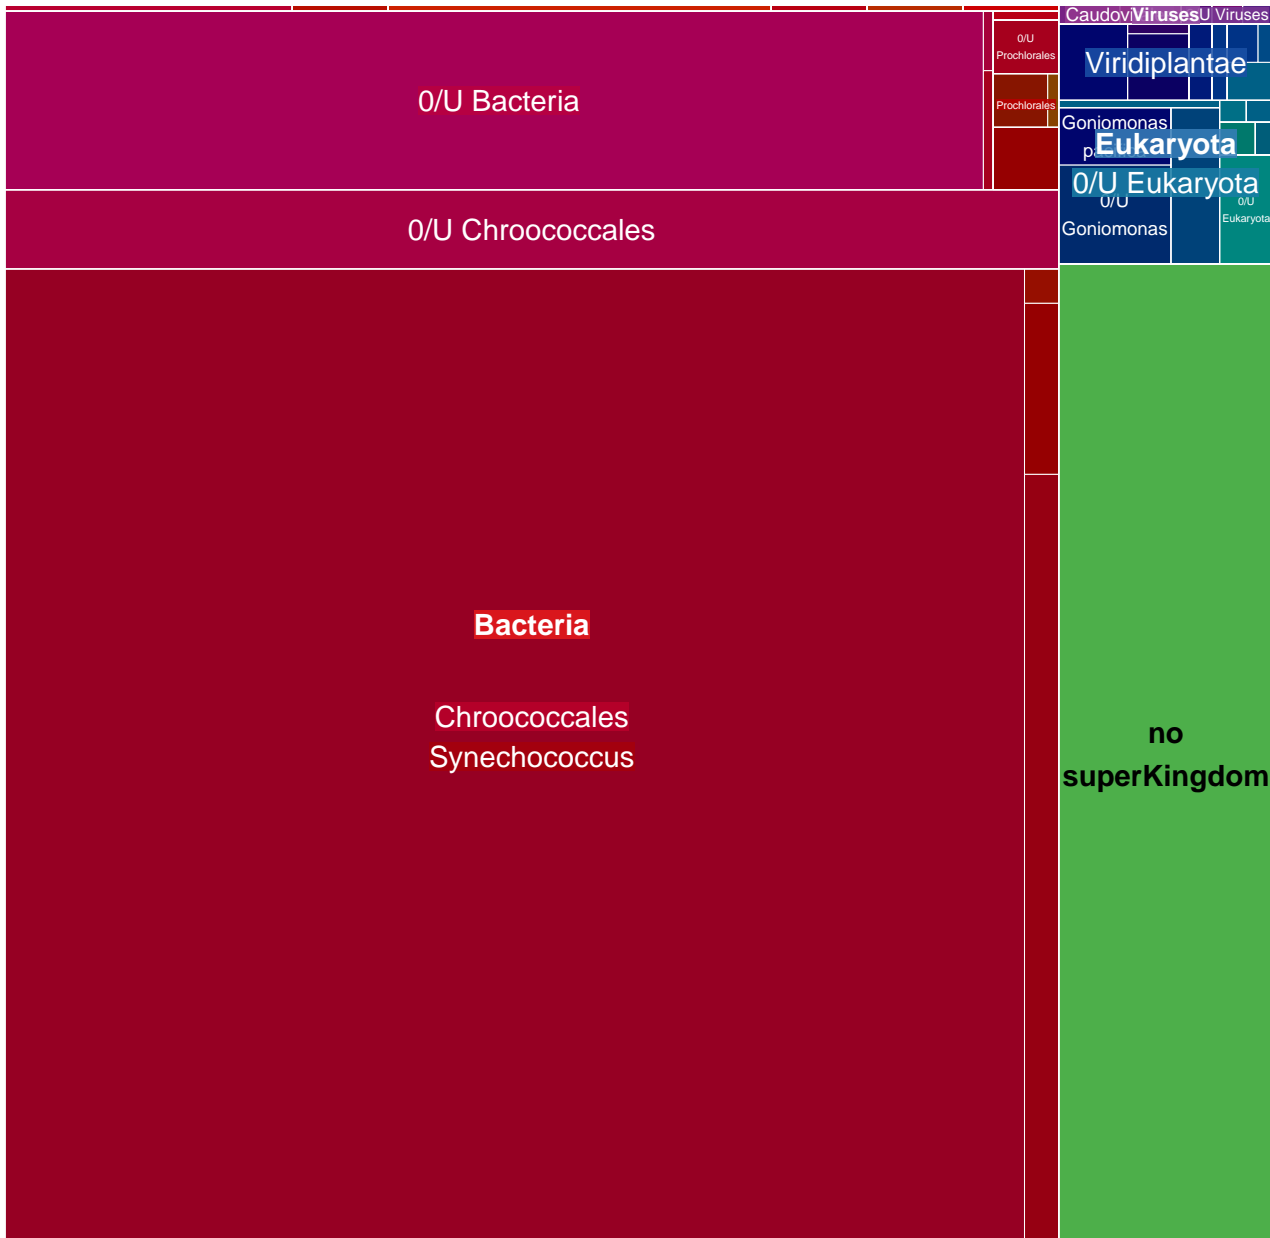 Caudovi
Viruses
U Viruses
0/U
Prochlorales
Viridiplantae
0/U Bacteria
Prochlorales
Goniomonas
Eukaryota
0/U Eukaryota
0/U
Goniomonas
0/U
Eukaryota
0/U Chroococcales
Bacteria
Chroococcales
Synechococcus
no
superKingdom